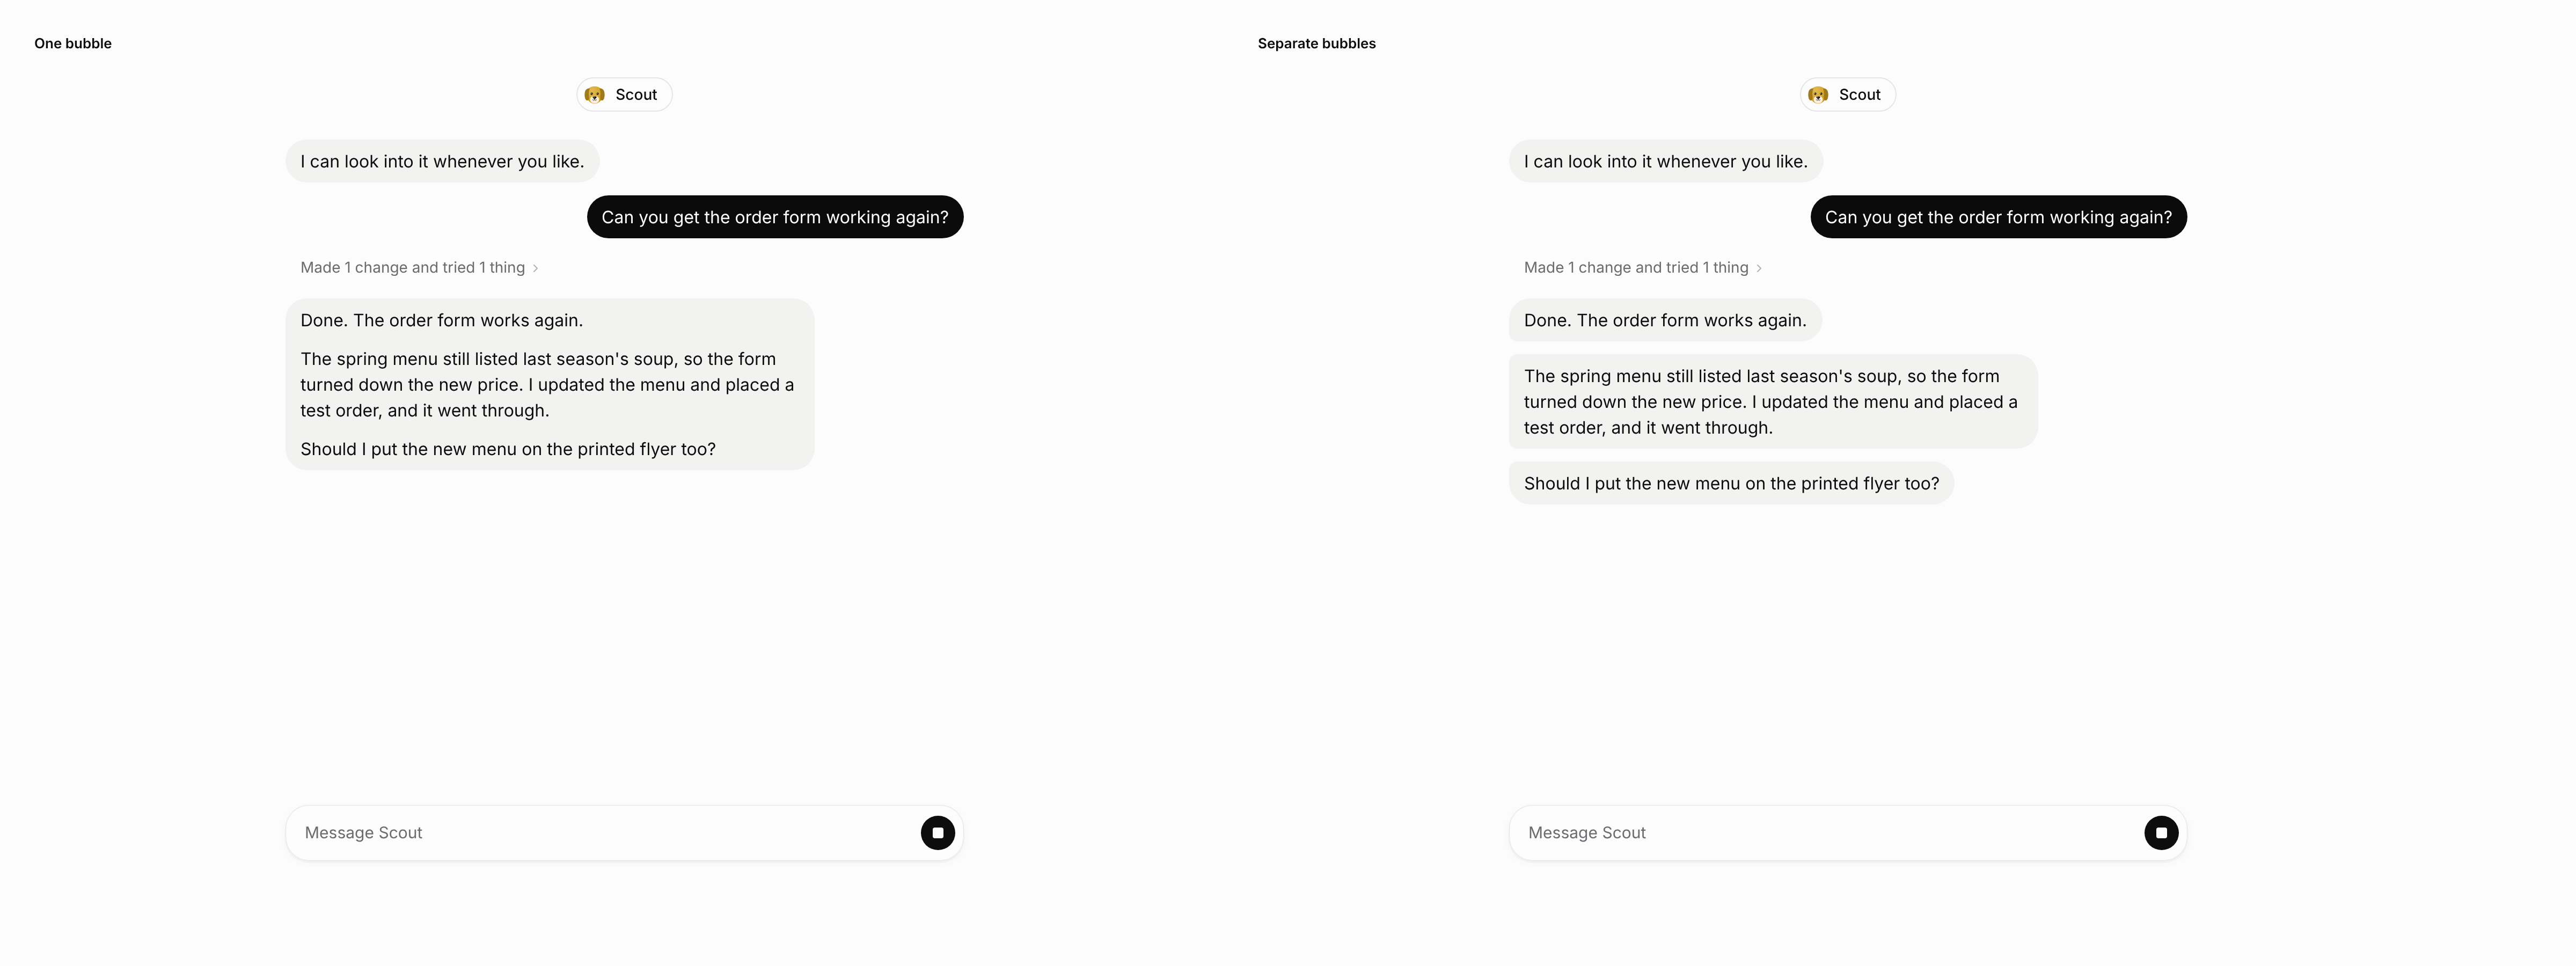 One bubble
Scout
I can look into it whenever you like.
Can you get the order form working again?
Made 1 change and tried 1 thing
Done. The order form works again.
The spring menu still listed last season's soup, so the form
turned down the new price. I updated the menu and placed a
test order, and it went through.
Should I put the new menu on the printed flyer too?
Message Scout
Separate bubbles
Scout
I can look into it whenever you like.
Can you get the order form working again?
Made 1 change and tried 1 thing
Done. The order form works again.
The spring menu still listed last season's soup, so the form
turned down the new price. I updated the menu and placed a
test order, and it went through.
Should I put the new menu on the printed flyer too?
Message Scout